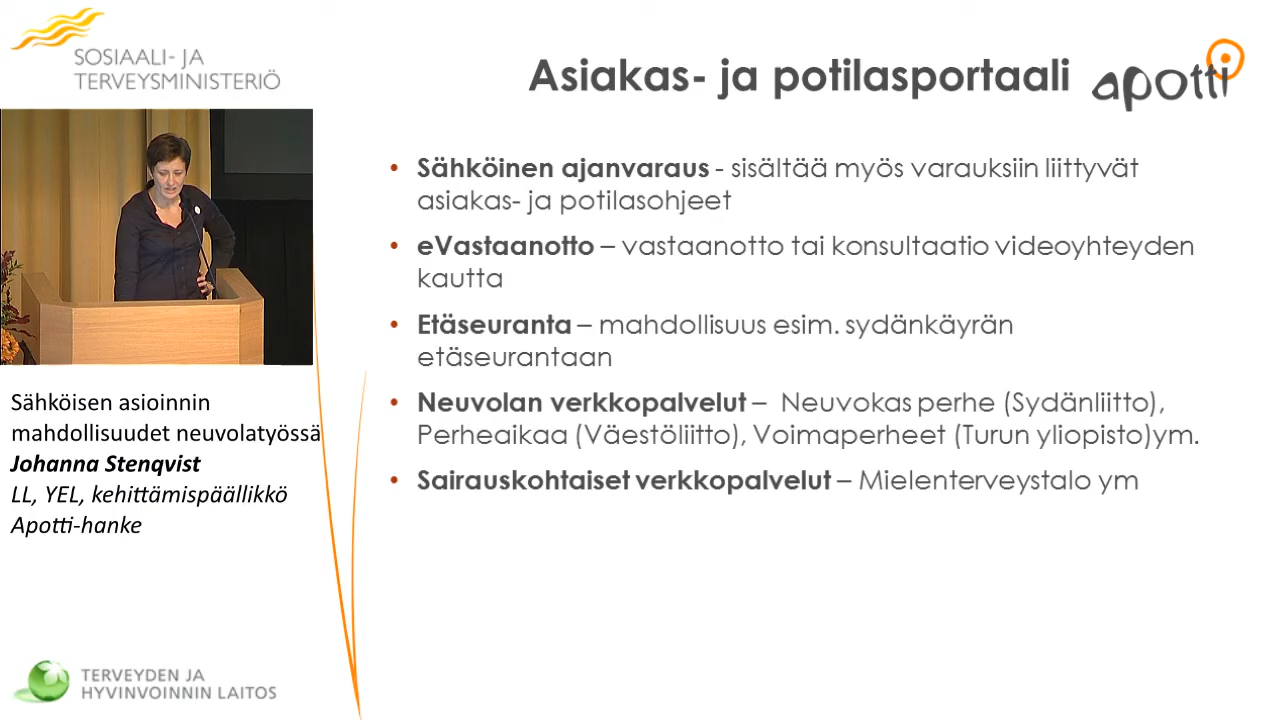 SOSIAALI- JA
TERVEYSMINISTERIÖ
Asiakas- ja potilasportaali
apotti
• Sähköinen ajanvaraus - sisältää myös varauksiin liittyvät
asiakas- ja potilasohjeet
• eVastaanotto – vastaanotto tai konsultaatio videoyhteyden
kautta
• Etäseuranta – mahdollisuus esim. sydänkäyrän
etäseurantaan
• Neuvolan verkkopalvelut – Neuvokas perhe (Sydänliitto),
Perheaikaa (Väestöliitto), Voimaperheet (Turun yliopisto)ym.
• Sairauskohtaiset verkkopalvelut – Mielenterveystalo ym
Sähköisen asioinnin
mahdollisuudet neuvolatyössä
Johanna Stenqvist
LL, YEL, kehittämispäällikkö
Apotti-hanke
TERVEYDEN JA
HYVINVOINNIN LAITOS